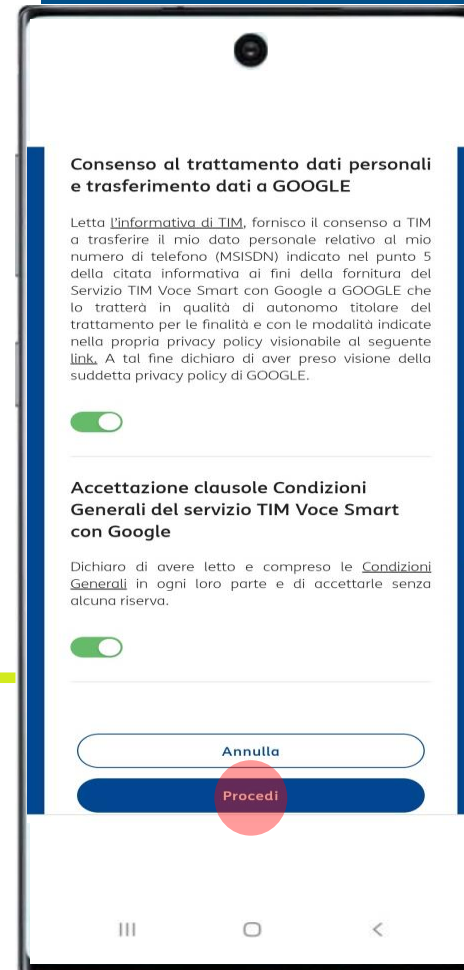 Consenso al trattamento dati personali
e trasferimento dati a GOOGLE
Letta l'informativa di TIM, fornisco il consenso a TIM
a trasferire il mio dato personale relativo al mio
numero di telefono (MSISDN) indicato nel punto 5
della citata informativa ai fini della fornitura del
Servizio TIM Voce Smart con Google a GOOGLE che
lo tratterà in qualità di autonomo titolare del
trattamento per le finalità e con le modalità indicate
nella propria privacy policy visionabile al seguente
link. A tal fine dichiaro di aver preso visione della
suddetta privacy policy di GOOGLE.
Accettazione clausole Condizioni
Generali del servizio TIM Voce Smart
con Google
Dichiaro di avere letto e compreso le Condizioni
Generali in ogni loro parte e di accettarle senza
alcuna riserva.
Annulla
Procedi